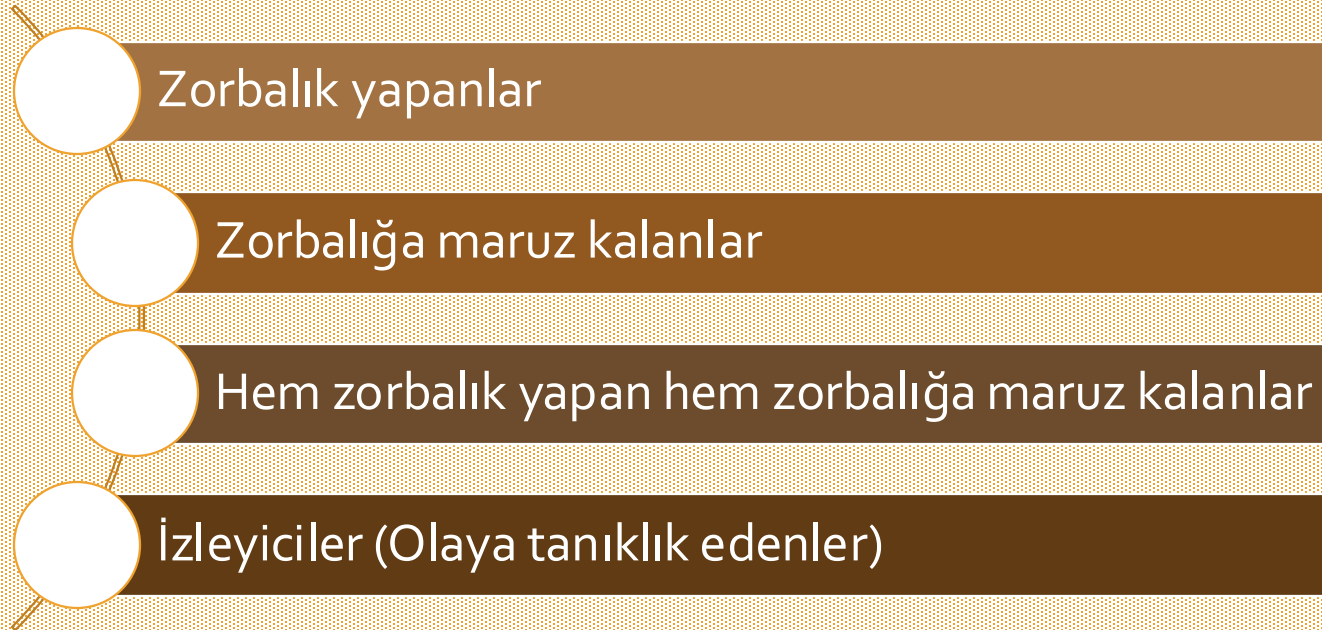 Zorbalık yapanlar
Zorbalığa maruz kalanlar
Hem zorbalık yapan hem zorbalığa maruz kalanlar
İzleyiciler (Olaya tanıklık edenler)